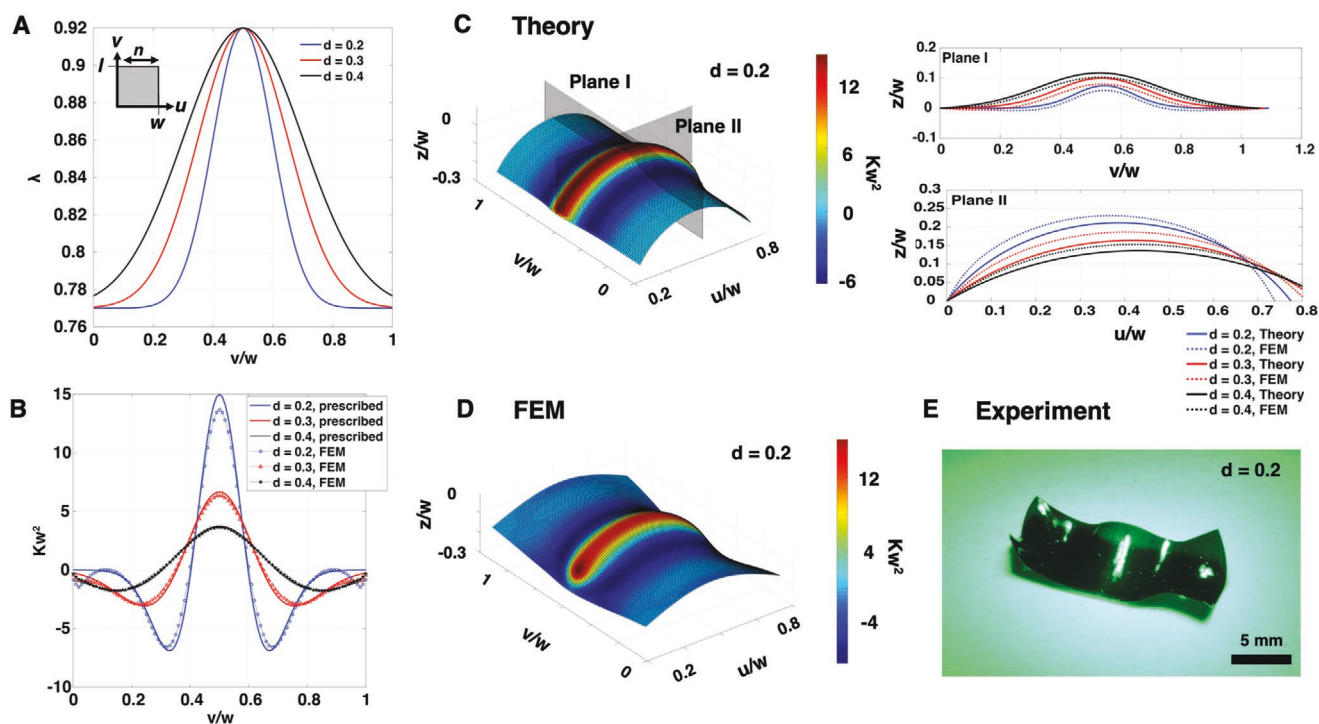 A
0.92
0.9
0.88
0.86
0.84
0.82
0.8
0.78
0.76
λ
0
0.2
0.4
0.6
0.8
1
v/w
v
n
l
u
w
d = 0.2
d = 0.3
d = 0.4
B
15
10
5
0
-5
-10
Kw²
0
0.2
0.4
0.6
0.8
1
v/w
d = 0.2, prescribed
d = 0.3, prescribed
d = 0.4, prescribed
d = 0.2, FEM
d = 0.3, FEM
d = 0.4, FEM
C Theory
d = 0.2
Plane I
Plane II
0
-0.3
z/w
1
0
v/w
0.2
0.8
u/w
12
6
0
-6
Kw²
Plane I
0.2
0.1
0
-0.1
z/w
0
0.2
0.4
0.6
0.8
1.0
1.2
v/w
Plane II
0.3
0.25
0.2
0.15
0.1
0.05
0
z/w
0
0.1
0.2
0.3
0.4
0.5
0.6
0.7
0.8
u/w
d = 0.2, Theory
d = 0.2, FEM
d = 0.3, Theory
d = 0.3, FEM
d = 0.4, Theory
d = 0.4, FEM
D FEM
d = 0.2
0
-0.3
z/w
1
0
v/w
0.2
0.8
u/w
12
4
-4
Kw²
E Experiment
d = 0.2
5 mm